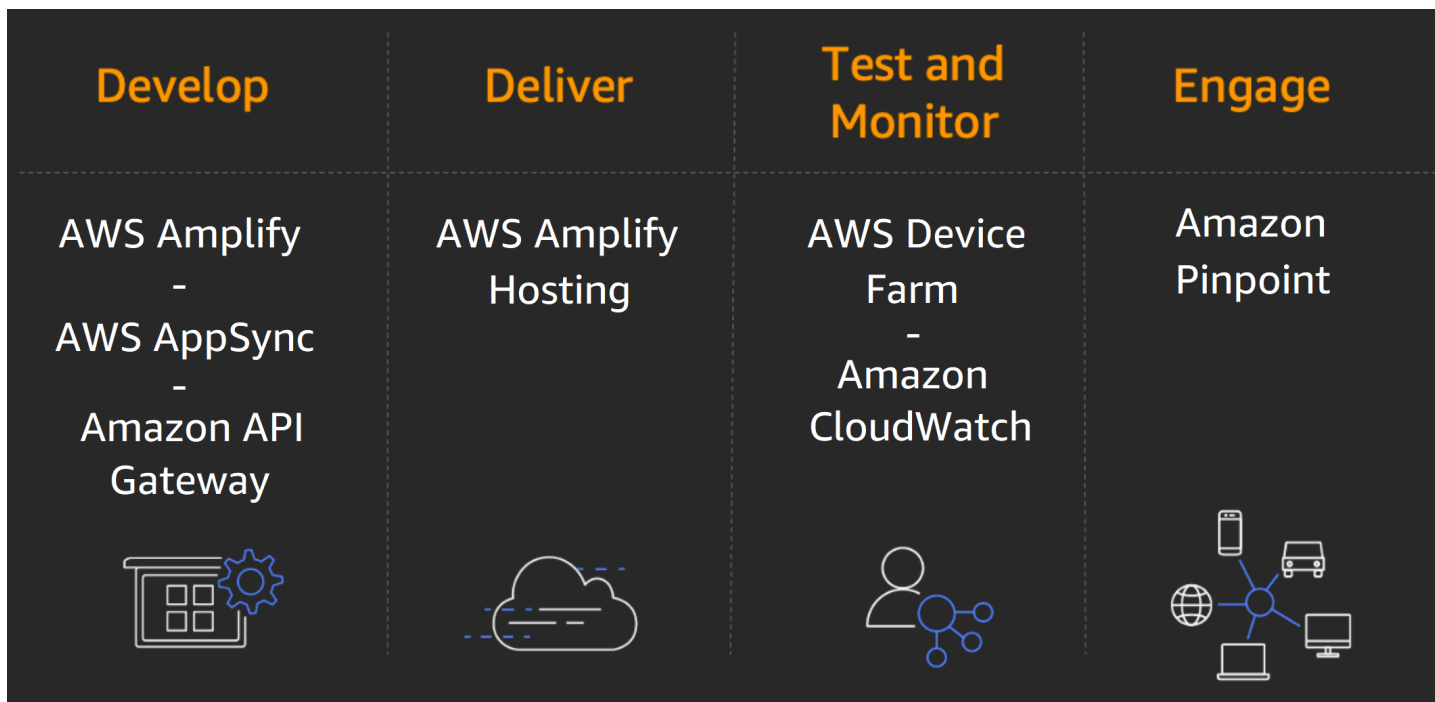 Develop
Deliver
Test and
Monitor
Engage
AWS Amplify
-
AWS AppSync
-
Amazon API
Gateway
AWS Amplify
Hosting
AWS Device
Farm
-
Amazon
CloudWatch
Amazon
Pinpoint